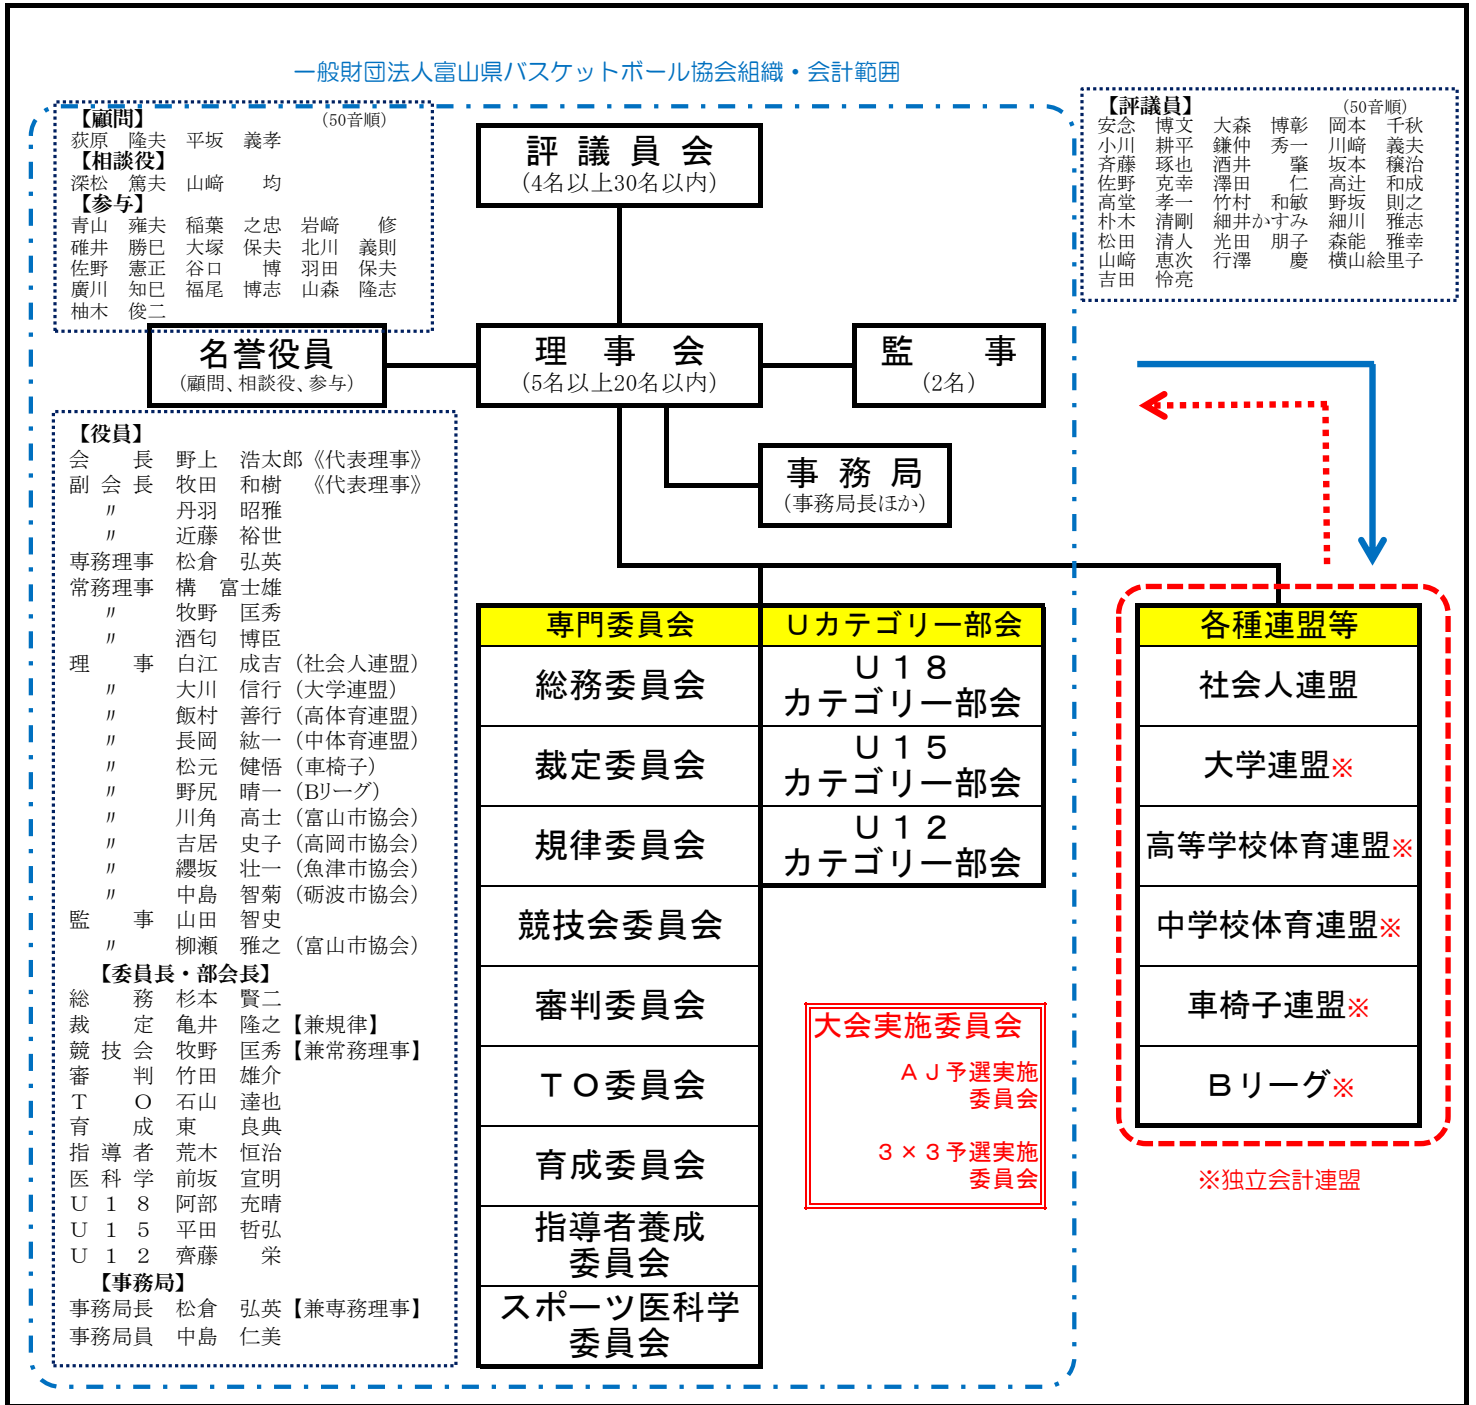 一般財団法人富山県バスケットボール協会組織・会計範囲
【顧問】 (50音順)
荻原 隆夫 平坂 義孝
【相談役】
深松 篤夫 山﨑 均
【参与】
青山 雍夫 稲葉 之忠 岩﨑 修
碓井 勝巳 大塚 保夫 北川 義則
佐野 憲正 谷口 博 羽田 保夫
廣川 知巳 福尾 博志 山森 隆志
柚木 俊二
評議員会
(4名以上30名以内)
【評議員】 (50音順)
安念 博文 大森 博彰 岡本 千秋
小川 耕平 鎌仲 秀一 川﨑 義夫
斉藤 琢也 酒井 肇 坂本 穣治
佐野 克幸 澤田 仁 高辻 和成
高堂 孝一 竹村 和敏 野坂 則之
朴木 清剛 細井かすみ 細川 雅志
松田 清人 光田 朋子 森能 雅幸
山﨑 恵次 行澤 慶 横山絵里子
吉田 怜亮
名誉役員
(顧問、相談役、参与)
理事会
(5名以上20名以内)
監事
(2名)
事務局
(事務局長ほか)
【役員】
会長 野上 浩太郎《代表理事》
副会長 牧田 和樹 《代表理事》
〃 丹羽 昭雅
〃 近藤 裕世
専務理事 松倉 弘英
常務理事 構 富士雄
〃 牧野 匡秀
〃 酒匂 博臣
理事 白江 成吉(社会人連盟)
〃 大川 信行(大学連盟)
〃 飯村 善行(高体育連盟)
〃 長岡 紘一(中体育連盟)
〃 松元 健悟(車椅子)
〃 野尻 晴一(Bリーグ)
〃 川角 高士(富山市協会)
〃 吉居 史子(高岡市協会)
〃 纓坂 壮一(魚津市協会)
〃 中島 智菊(砺波市協会)
監事 山田 智史
〃 柳瀬 雅之(富山市協会)
【委員長・部会長】
総務 杉本 賢二
裁定 亀井 隆之【兼規律】
競技会 牧野 匡秀【兼常務理事】
審判 竹田 雄介
TO 石山 達也
育成 東 良典
指導者 荒木 恒治
医科学 前坂 宣明
U18 阿部 充晴
U15 平田 哲弘
U12 齊藤 栄
【事務局】
事務局長 松倉 弘英【兼専務理事】
事務局員 中島 仁美
専門委員会
総務委員会
裁定委員会
規律委員会
競技会委員会
審判委員会
TO委員会
育成委員会
指導者養成
委員会
スポーツ医科学
委員会
Uカテゴリー部会
U18
カテゴリー部会
U15
カテゴリー部会
U12
カテゴリー部会
大会実施委員会
AJ予選実施
委員会
3×3予選実施
委員会
各種連盟等
社会人連盟
大学連盟※
高等学校体育連盟※
中学校体育連盟※
車椅子連盟※
Bリーグ※
※独立会計連盟